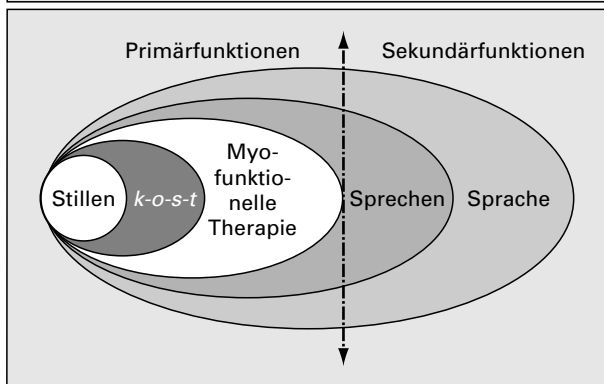 Primärfunktionen
Sekundärfunktionen
Stillen
k-o-s-t
Myo-
funktio-
nelle
Therapie
Sprechen
Sprache